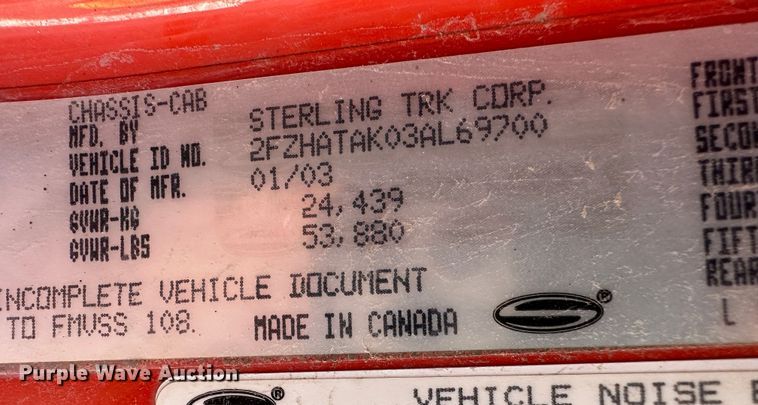 CHASSIS-CAB
MFD. BY STERLING TRK CORP.
VEHICLE ID NO. 2FZHATAK03AL69700
DATE OF MFR. 01/03
GVWR-KG 24,439
GVWR-LBS 53,880
INCOMPLETE VEHICLE DOCUMENT
TO FMVSS 108. MADE IN CANADA
®
FRONT
FIRST
SECON
THIRD
FOUR
FIFT
REAR
L
Purple Wave Auction
®
VEHICLE NOISE E